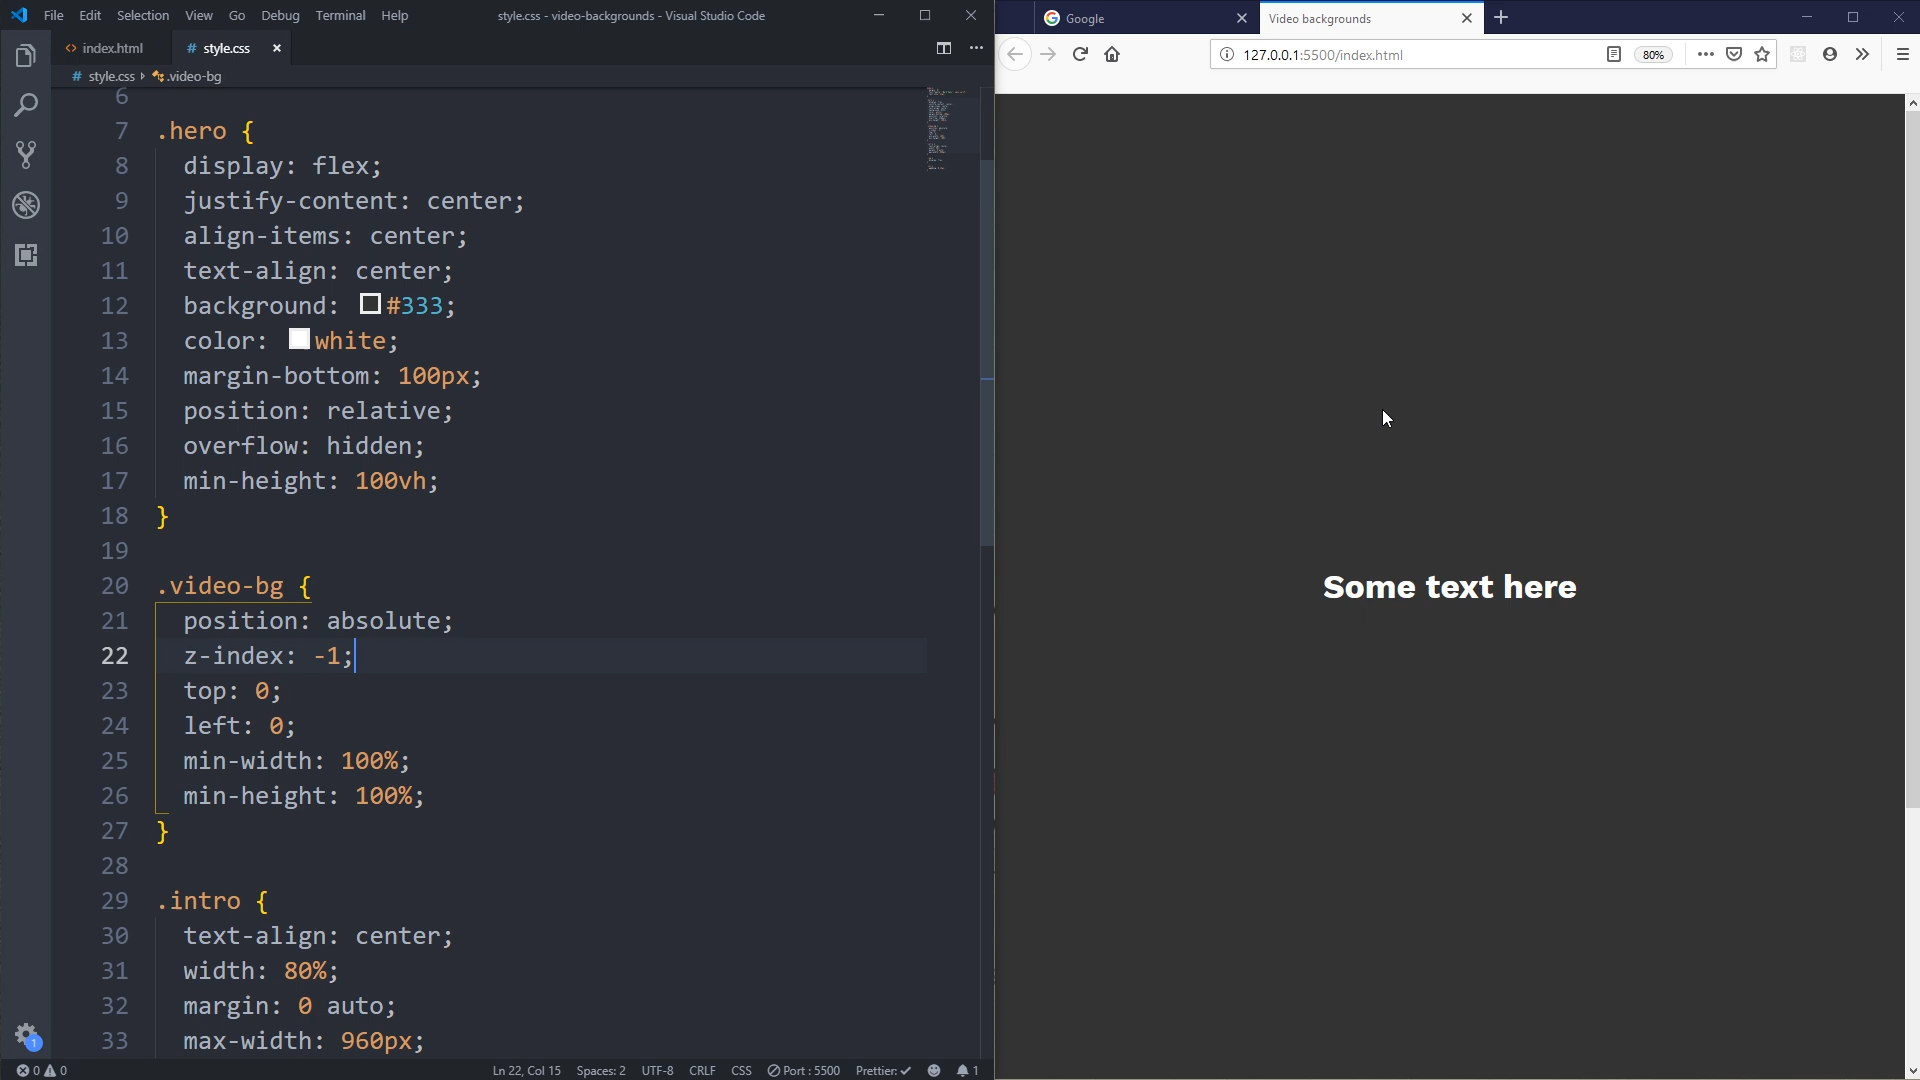 File Edit Selection View Go Debug Terminal Help style.css - video-backgrounds - Visual Studio Code
Google
Video backgrounds
<> index.html
# style.css
# style.css › .video-bg
127.0.0.1:5500/index.html
80%
6
7 .hero {
8 display: flex;
9 justify-content: center;
10 align-items: center;
11 text-align: center;
12 background: #333;
13 color: white;
14 margin-bottom: 100px;
15 position: relative;
16 overflow: hidden;
17 min-height: 100vh;
18 }
19
20 .video-bg {
21 position: absolute;
22 z-index: -1;
23 top: 0;
24 left: 0;
25 min-width: 100%;
26 min-height: 100%;
27 }
28
29 .intro {
30 text-align: center;
31 width: 80%;
32 margin: 0 auto;
33 max-width: 960px;
Some text here
1
0 0 Ln 22, Col 15 Spaces: 2 UTF-8 CRLF CSS Port : 5500 Prettier: ✓ 1